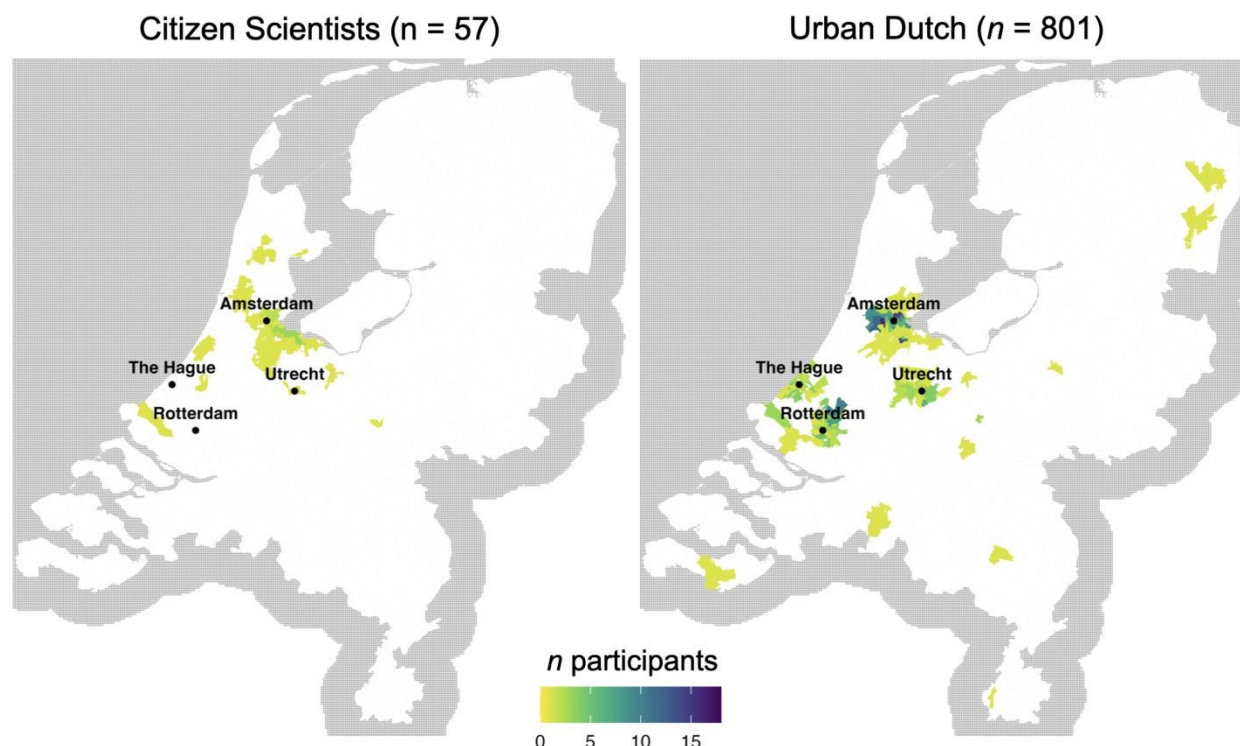 Citizen Scientists (n = 57)
Amsterdam
The Hague
Utrecht
Rotterdam
Urban Dutch (n = 801)
Amsterdam
The Hague
Utrecht
Rotterdam
n participants
0 5 10 15